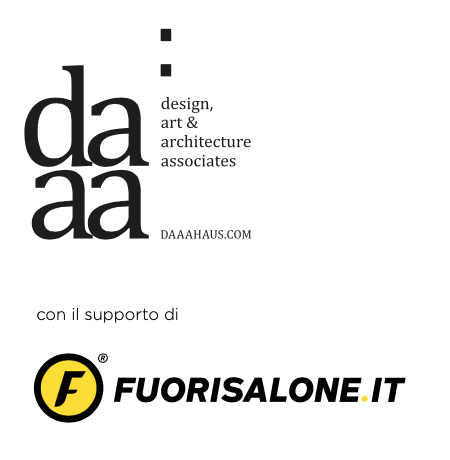 :
da
aa
design,
art &
architecture
associates
DAAAHAUS.COM
con il supporto di
F® FUORISALONE.IT